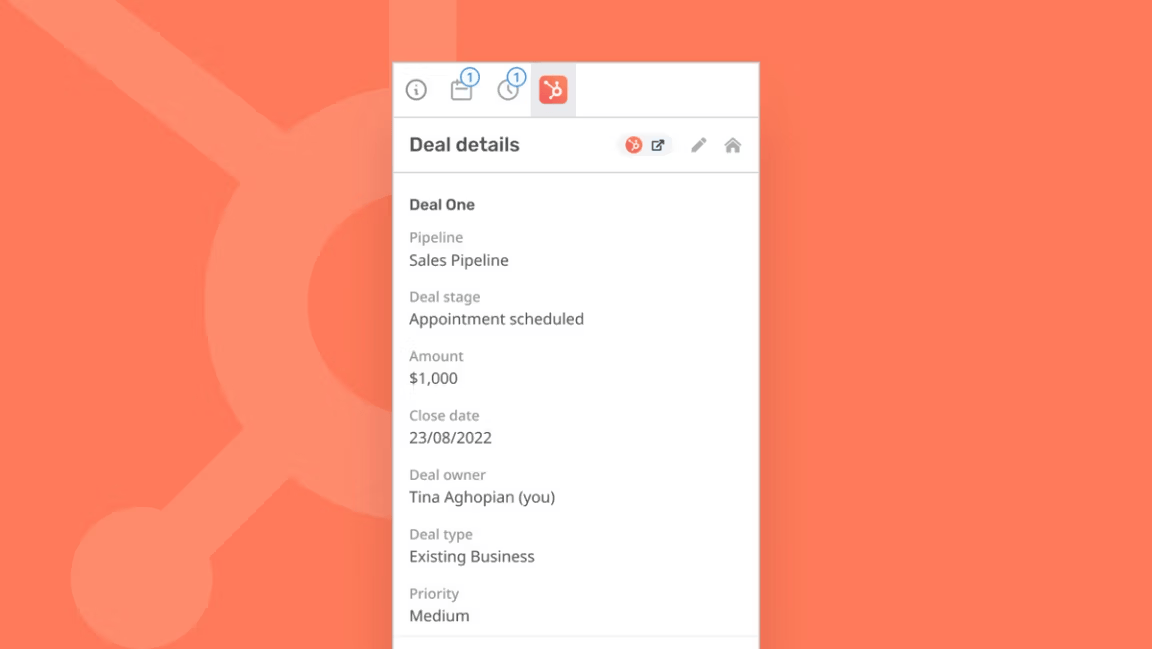 1
1
Deal details
Deal One
Pipeline
Sales Pipeline
Deal stage
Appointment scheduled
Amount
$1,000
Close date
23/08/2022
Deal owner
Tina Aghopian (you)
Deal type
Existing Business
Priority
Medium